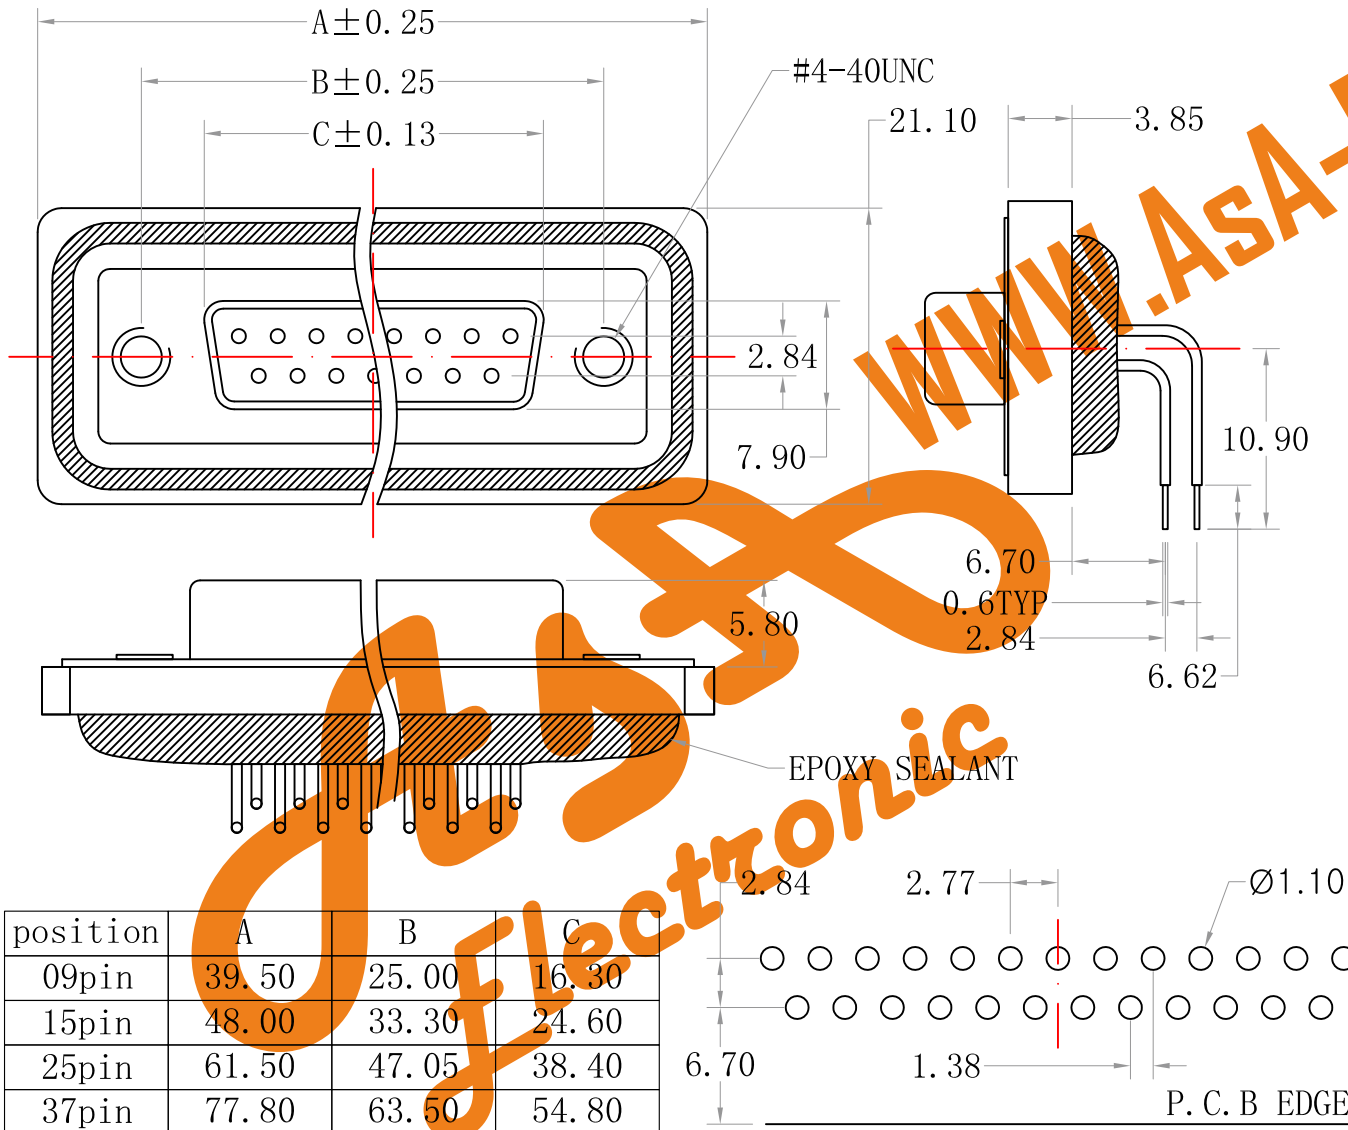 A±0.25
B±0.25
C±0.13
#4-40UNC
21.10
3.85
WWW.AsA-
2.84
7.90
10.90
6.70
0.6TYP
2.84
6.62
5.80
EPOXY SEALANT
Electronic
2.84
2.77
Ø1.10
6.70
1.38
P.C.B EDGE
position A B C
09pin 39.50 25.00 16.30
15pin 48.00 33.30 24.60
25pin 61.50 47.05 38.40
37pin 77.80 63.50 54.80